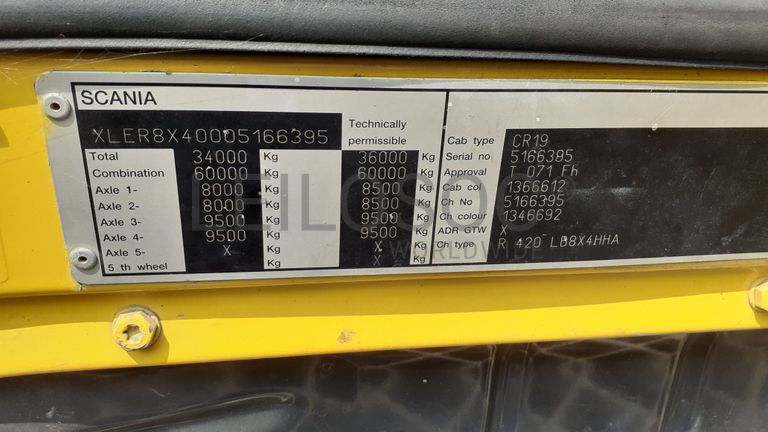 SCANIA
XLER8X40005166395
Technically permissible
Total 34000 Kg 36000 Kg
Combination 60000 Kg 60000 Kg
Axle 1- 8000 Kg 8500 Kg
Axle 2- 8000 Kg 8500 Kg
Axle 3- 9500 Kg 9500 Kg
Axle 4- 9500 Kg 9500 Kg
Axle 5- X Kg X Kg
5 th wheel Kg X Kg
Cab type CR19
Serial no 5166395
Approval 1 071 Fh
Cab col 1366612
Ch No 5166395
Ch colour 1346692
ADR GTW X
Ch type R 420 LB8X4HHA
LEILOSOC
WORLDWIDE